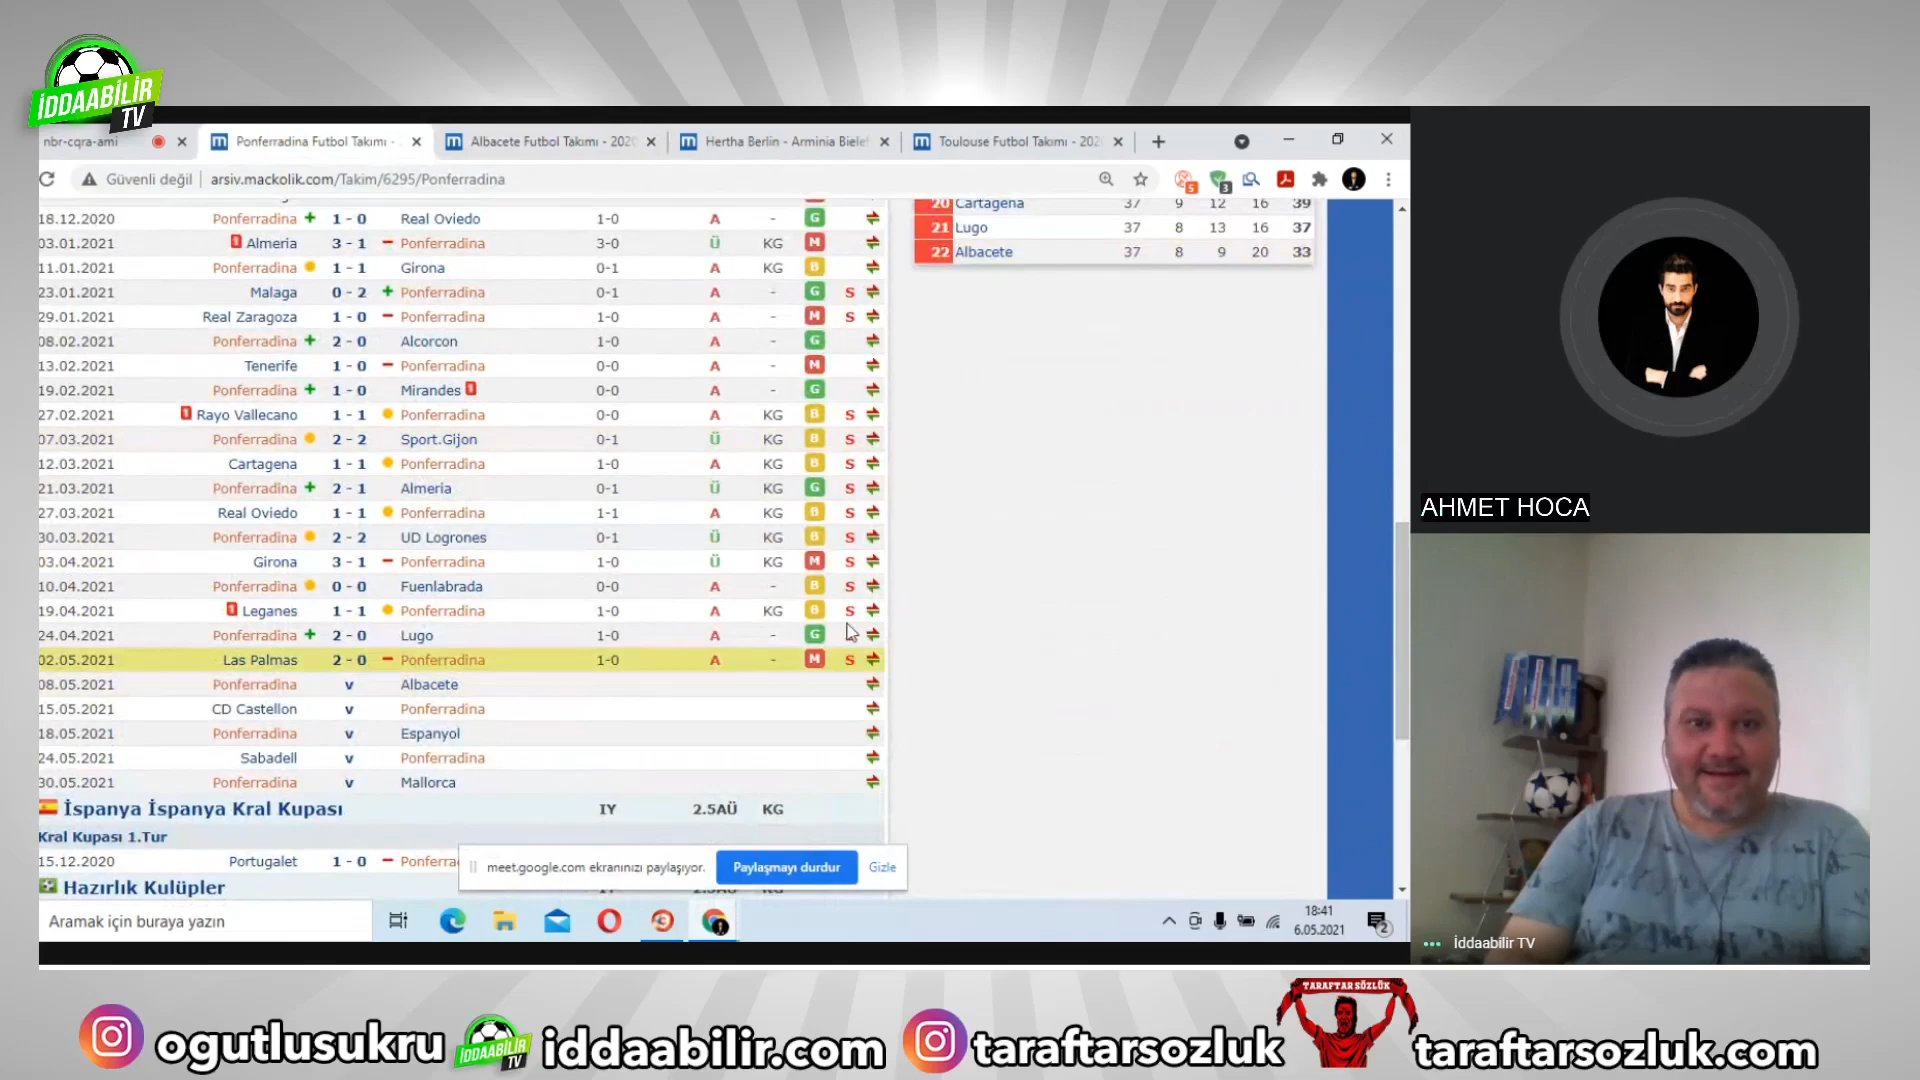 İDDAABİLİR
TV
nbr-cqra-ami
Ponferradina Futbol Takımı -
Albacete Futbol Takımı - 2020
Hertha Berlin - Arminia Bielef
Toulouse Futbol Takımı - 202
Güvenli değil
arsiv.mackolik.com/Takim/6295/Ponferradina
5
3
18.12.2020 Ponferradina 1 - 0 Real Oviedo 1-0 A - G
03.01.2021 1 Almeria 3 - 1 Ponferradina 3-0 Ü KG M
11.01.2021 Ponferradina 1 - 1 Girona 0-1 A KG B
23.01.2021 Malaga 0 - 2 Ponferradina 0-1 A - G S
29.01.2021 Real Zaragoza 1 - 0 Ponferradina 1-0 A - M S
08.02.2021 Ponferradina 2 - 0 Alcorcon 1-0 A - G
13.02.2021 Tenerife 1 - 0 Ponferradina 0-0 A - M
19.02.2021 Ponferradina 1 - 0 Mirandes 1 0-0 A - G
27.02.2021 1 Rayo Vallecano 1 - 1 Ponferradina 0-0 A KG B S
07.03.2021 Ponferradina 2 - 2 Sport.Gijon 0-1 Ü KG B S
12.03.2021 Cartagena 1 - 1 Ponferradina 1-0 A KG B S
21.03.2021 Ponferradina 2 - 1 Almeria 0-1 Ü KG G S
27.03.2021 Real Oviedo 1 - 1 Ponferradina 1-1 A KG B S
30.03.2021 Ponferradina 2 - 2 UD Logrones 0-1 Ü KG B S
03.04.2021 Girona 3 - 1 Ponferradina 1-0 Ü KG M S
10.04.2021 Ponferradina 0 - 0 Fuenlabrada 0-0 A - B S
19.04.2021 1 Leganes 1 - 1 Ponferradina 1-0 A KG B S
24.04.2021 Ponferradina 2 - 0 Lugo 1-0 A - G
02.05.2021 Las Palmas 2 - 0 Ponferradina 1-0 A - M S
08.05.2021 Ponferradina v Albacete
15.05.2021 CD Castellon v Ponferradina
18.05.2021 Ponferradina v Espanyol
24.05.2021 Sabadell v Ponferradina
30.05.2021 Ponferradina v Mallorca
İspanya İspanya Kral Kupası IY 2.5AÜ KG
Kral Kupası 1.Tur
15.12.2020 Portugalet 1 - 0 Ponferra
Hazırlık Kulüpler
20 Cartagena 37 9 12 16 39
21 Lugo 37 8 13 16 37
22 Albacete 37 8 9 20 33
meet.google.com ekranınızı paylaşıyor.
Paylaşmayı durdur
Gizle
Aramak için buraya yazın
18:41
6.05.2021
2
AHMET HOCA
İddaabilir TV
ogutlusukru
İDDAABİLİR
TV
iddaabilir.com
taraftarsozluk
TARAFTAR SÖZLÜK
taraftarsozluk.com